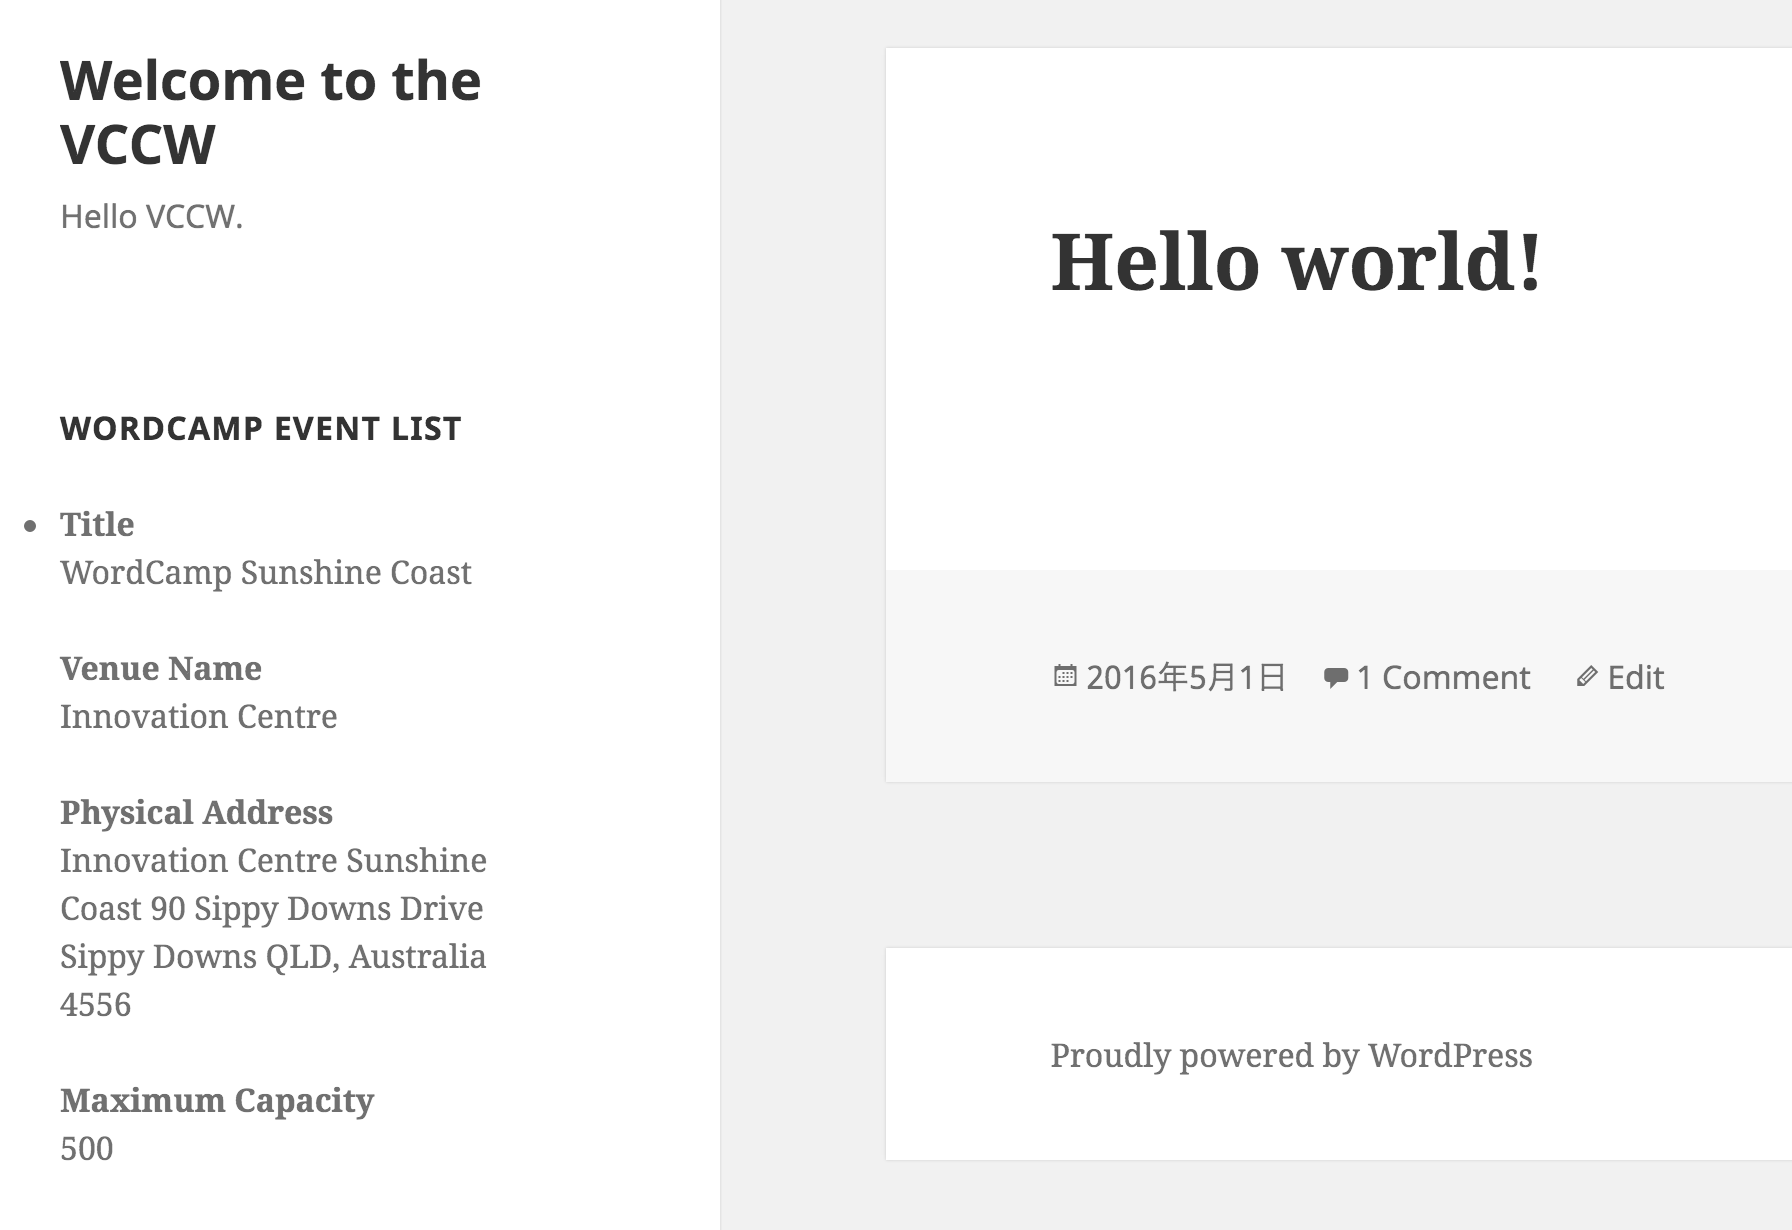 Welcome to the
VCCW
Hello VCCW.
WORDCAMP EVENT LIST
Title
WordCamp Sunshine Coast
Venue Name
Innovation Centre
Physical Address
Innovation Centre Sunshine
Coast 90 Sippy Downs Drive
Sippy Downs QLD, Australia
4556
Maximum Capacity
500
Hello world!
2016年5月1日 1 Comment Edit
Proudly powered by WordPress